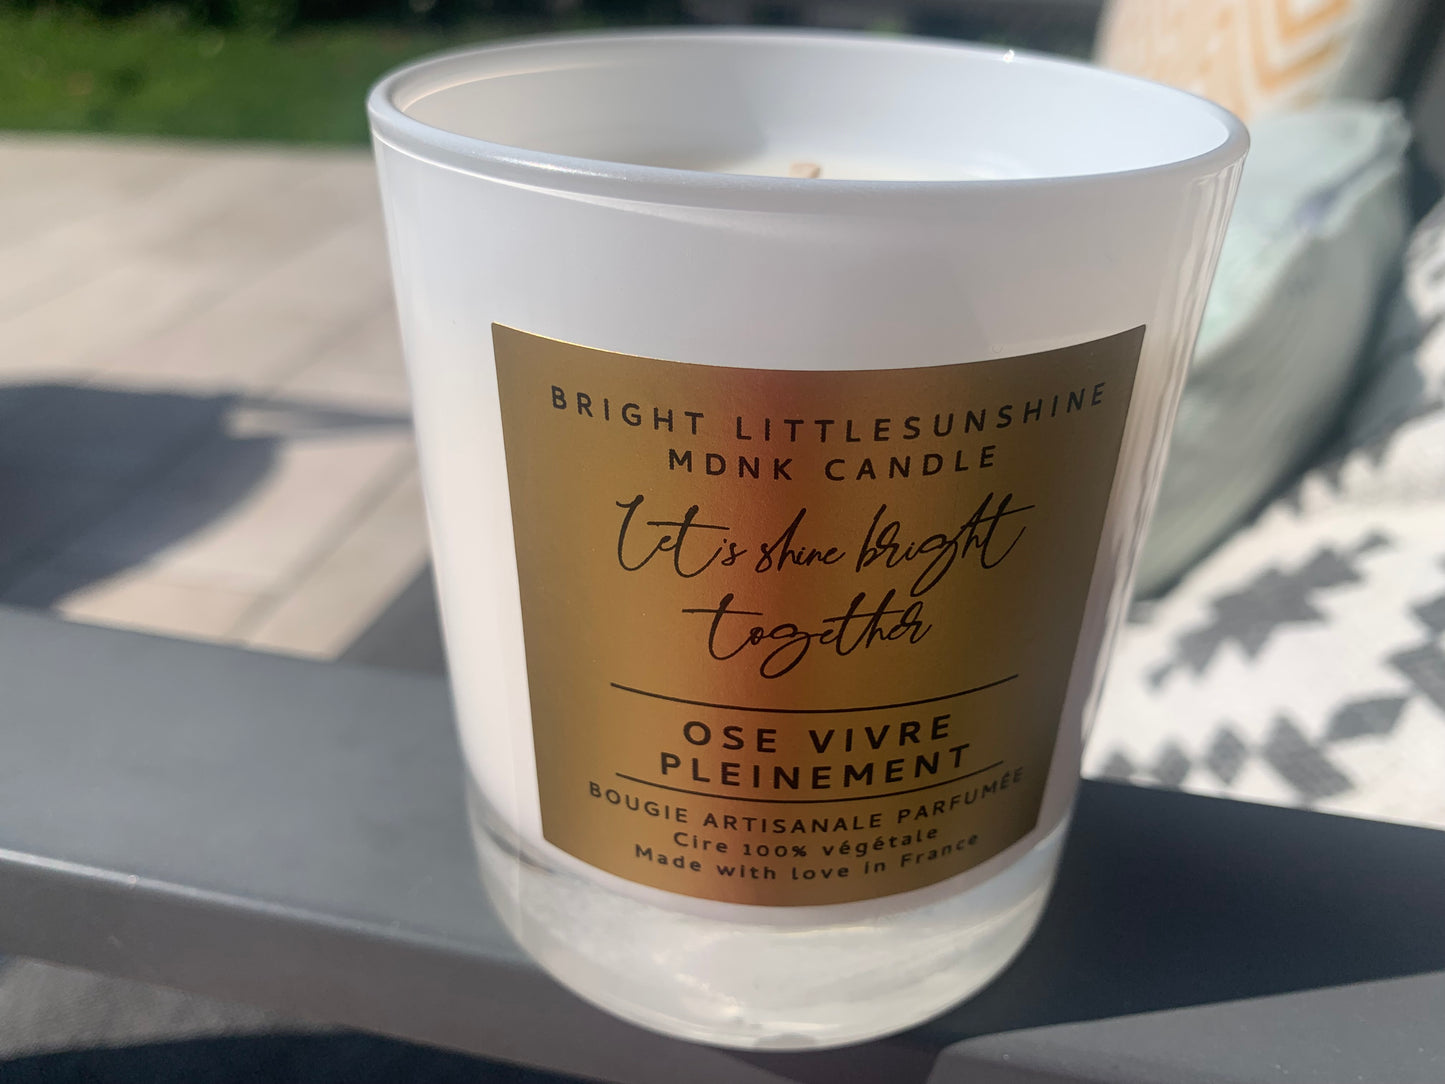 BRIGHT LITTLESUNSHINE
MDNK CANDLE
Let's shine bright
together
OSE VIVRE
PLEINEMENT
BOUGIE ARTISANALE PARFUMÉE
Cire 100% végétale
Made with love in France